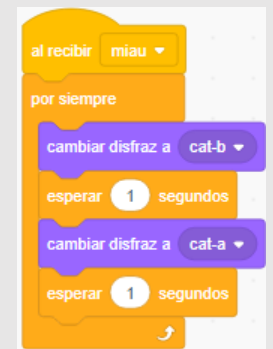 al recibir miau
por siempre
cambiar disfraz a cat-b
esperar 1 segundos
cambiar disfraz a cat-a
esperar 1 segundos